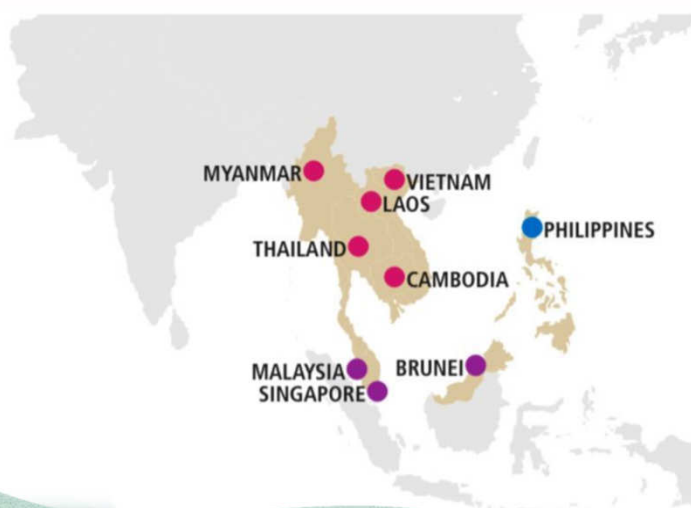 MYANMAR
VIETNAM
LAOS
PHILIPPINES
THAILAND
CAMBODIA
MALAYSIA
BRUNEI
SINGAPORE